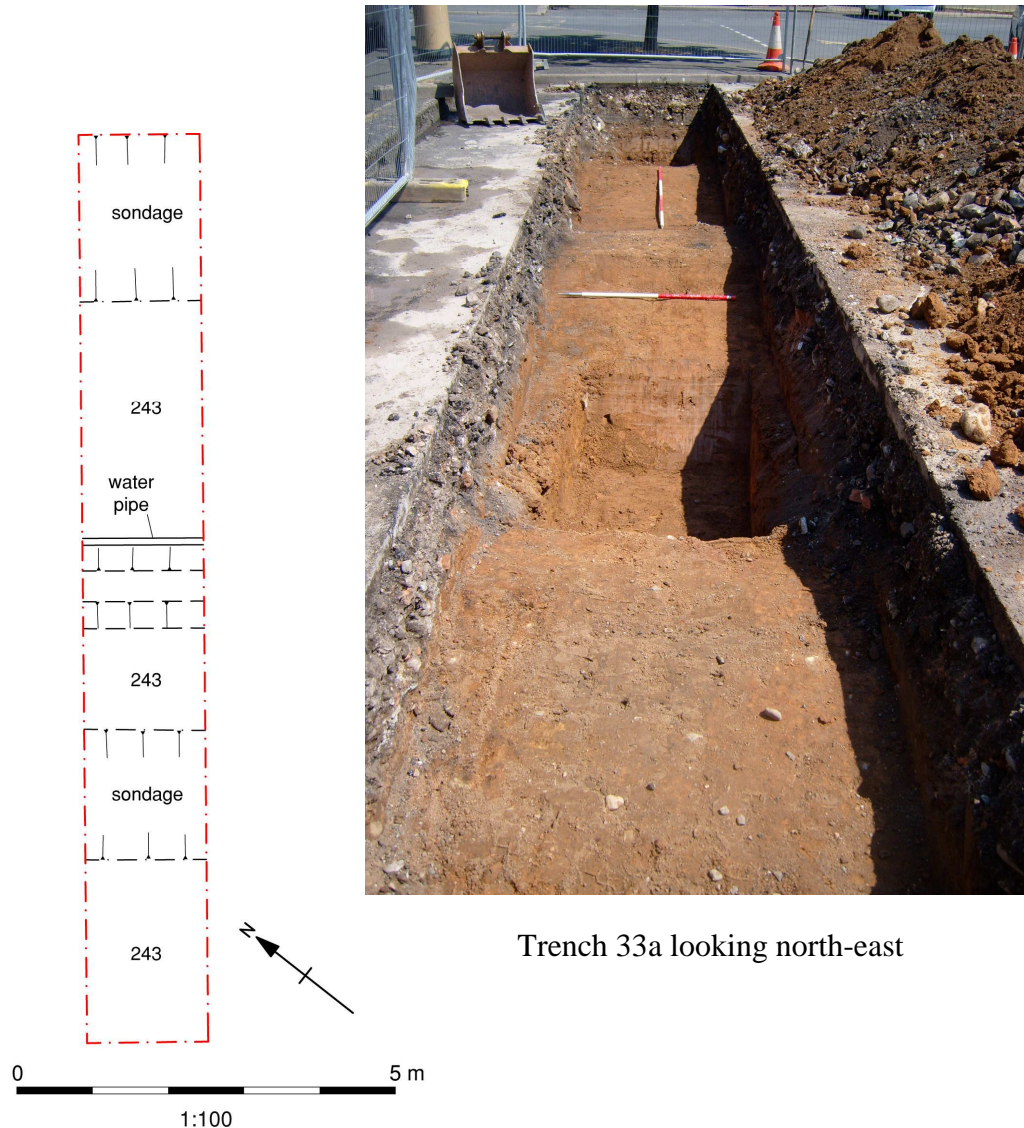 sondage
243
water
pipe
243
sondage
243
N
0 5 m
1:100
Trench 33a looking north-east